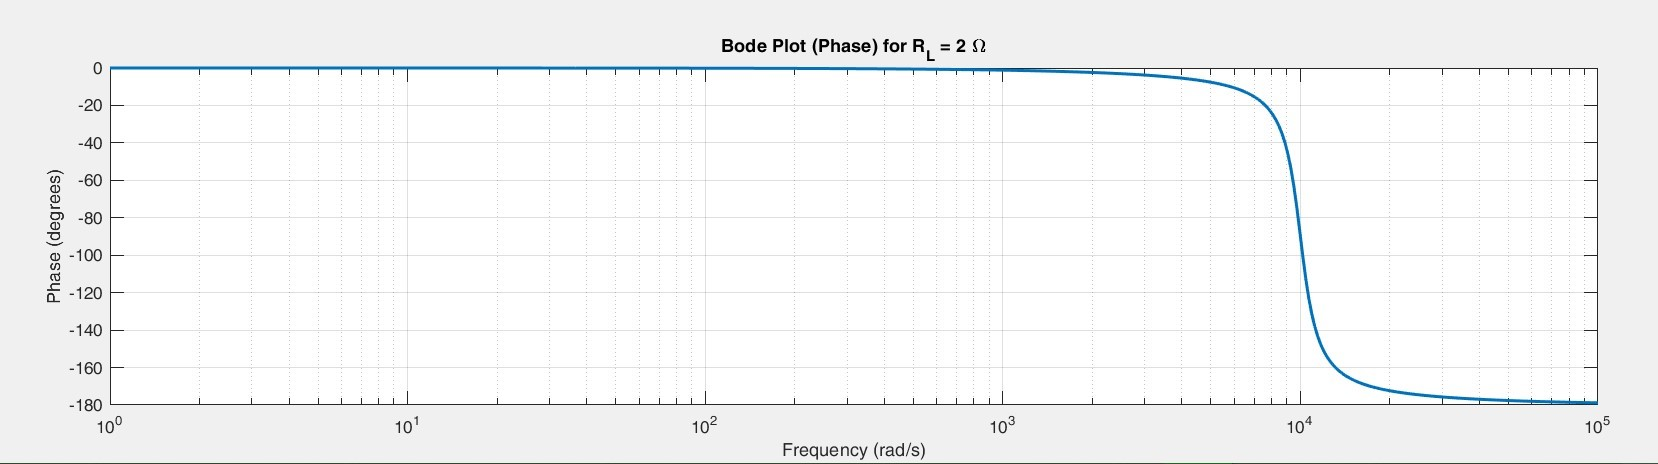 Bode Plot (Phase) for R_L = 2 Ω
Phase (degrees)
0
-20
-40
-60
-80
-100
-120
-140
-160
-180
10^0 10^1 10^2 10^3 10^4 10^5
Frequency (rad/s)